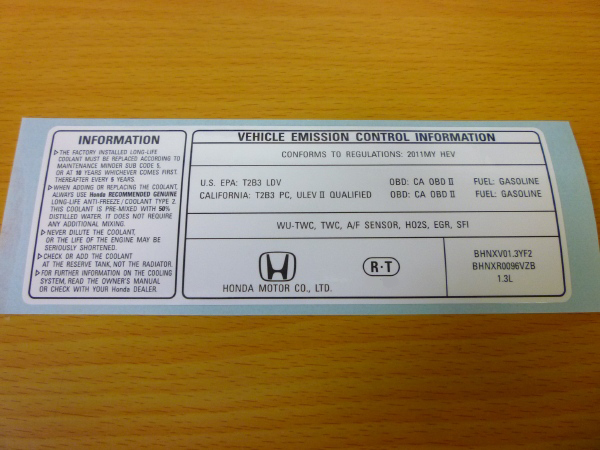 INFORMATION
▷THE FACTORY INSTALLED LONG-LIFE
COOLANT MUST BE REPLACED ACCORDING TO
MAINTENANCE MINDER SUB CODE 5,
OR AT 10 YEARS WHICHEVER COMES FIRST.
THEREAFTER EVERY 5 YEARS.
▷WHEN ADDING OR REPLACING THE COOLANT,
ALWAYS USE Honda RECOMMENDED GENUINE
LONG-LIFE ANTI-FREEZE/COOLANT TYPE 2.
THIS COOLANT IS PRE-MIXED WITH 50%
DISTILLED WATER. IT DOES NOT REQUIRE
ANY ADDITIONAL MIXING.
▷NEVER DILUTE THE COOLANT,
OR THE LIFE OF THE ENGINE MAY BE
SERIOUSLY SHORTENED.
▷CHECK OR ADD THE COOLANT
AT THE RESERVE TANK, NOT THE RADIATOR.
▷FOR FURTHER INFORMATION ON THE COOLING
SYSTEM, READ THE OWNER'S MANUAL
OR CHECK WITH YOUR Honda DEALER.
VEHICLE EMISSION CONTROL INFORMATION
CONFORMS TO REGULATIONS: 2011MY HEV
U.S. EPA: T2B3 LDV OBD: CA OBD II FUEL: GASOLINE
CALIFORNIA: T2B3 PC, ULEV II QUALIFIED OBD: CA OBD II FUEL: GASOLINE
WU-TWC, TWC, A/F SENSOR, HO2S, EGR, SFI
HONDA MOTOR CO., LTD.
R·T
BHNXV01.3YF2
BHNXR0096VZB
1.3L